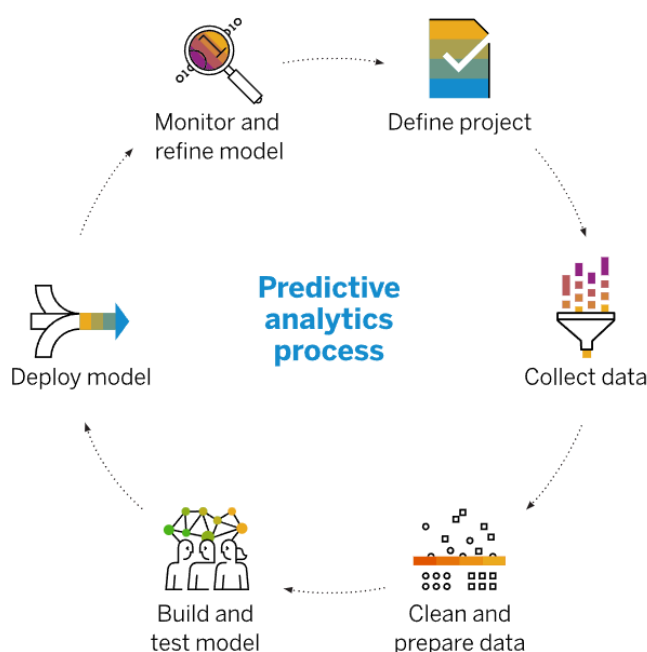 Monitor and
refine model
Define project
Predictive
analytics
process
Collect data
Deploy model
Build and
test model
Clean and
prepare data